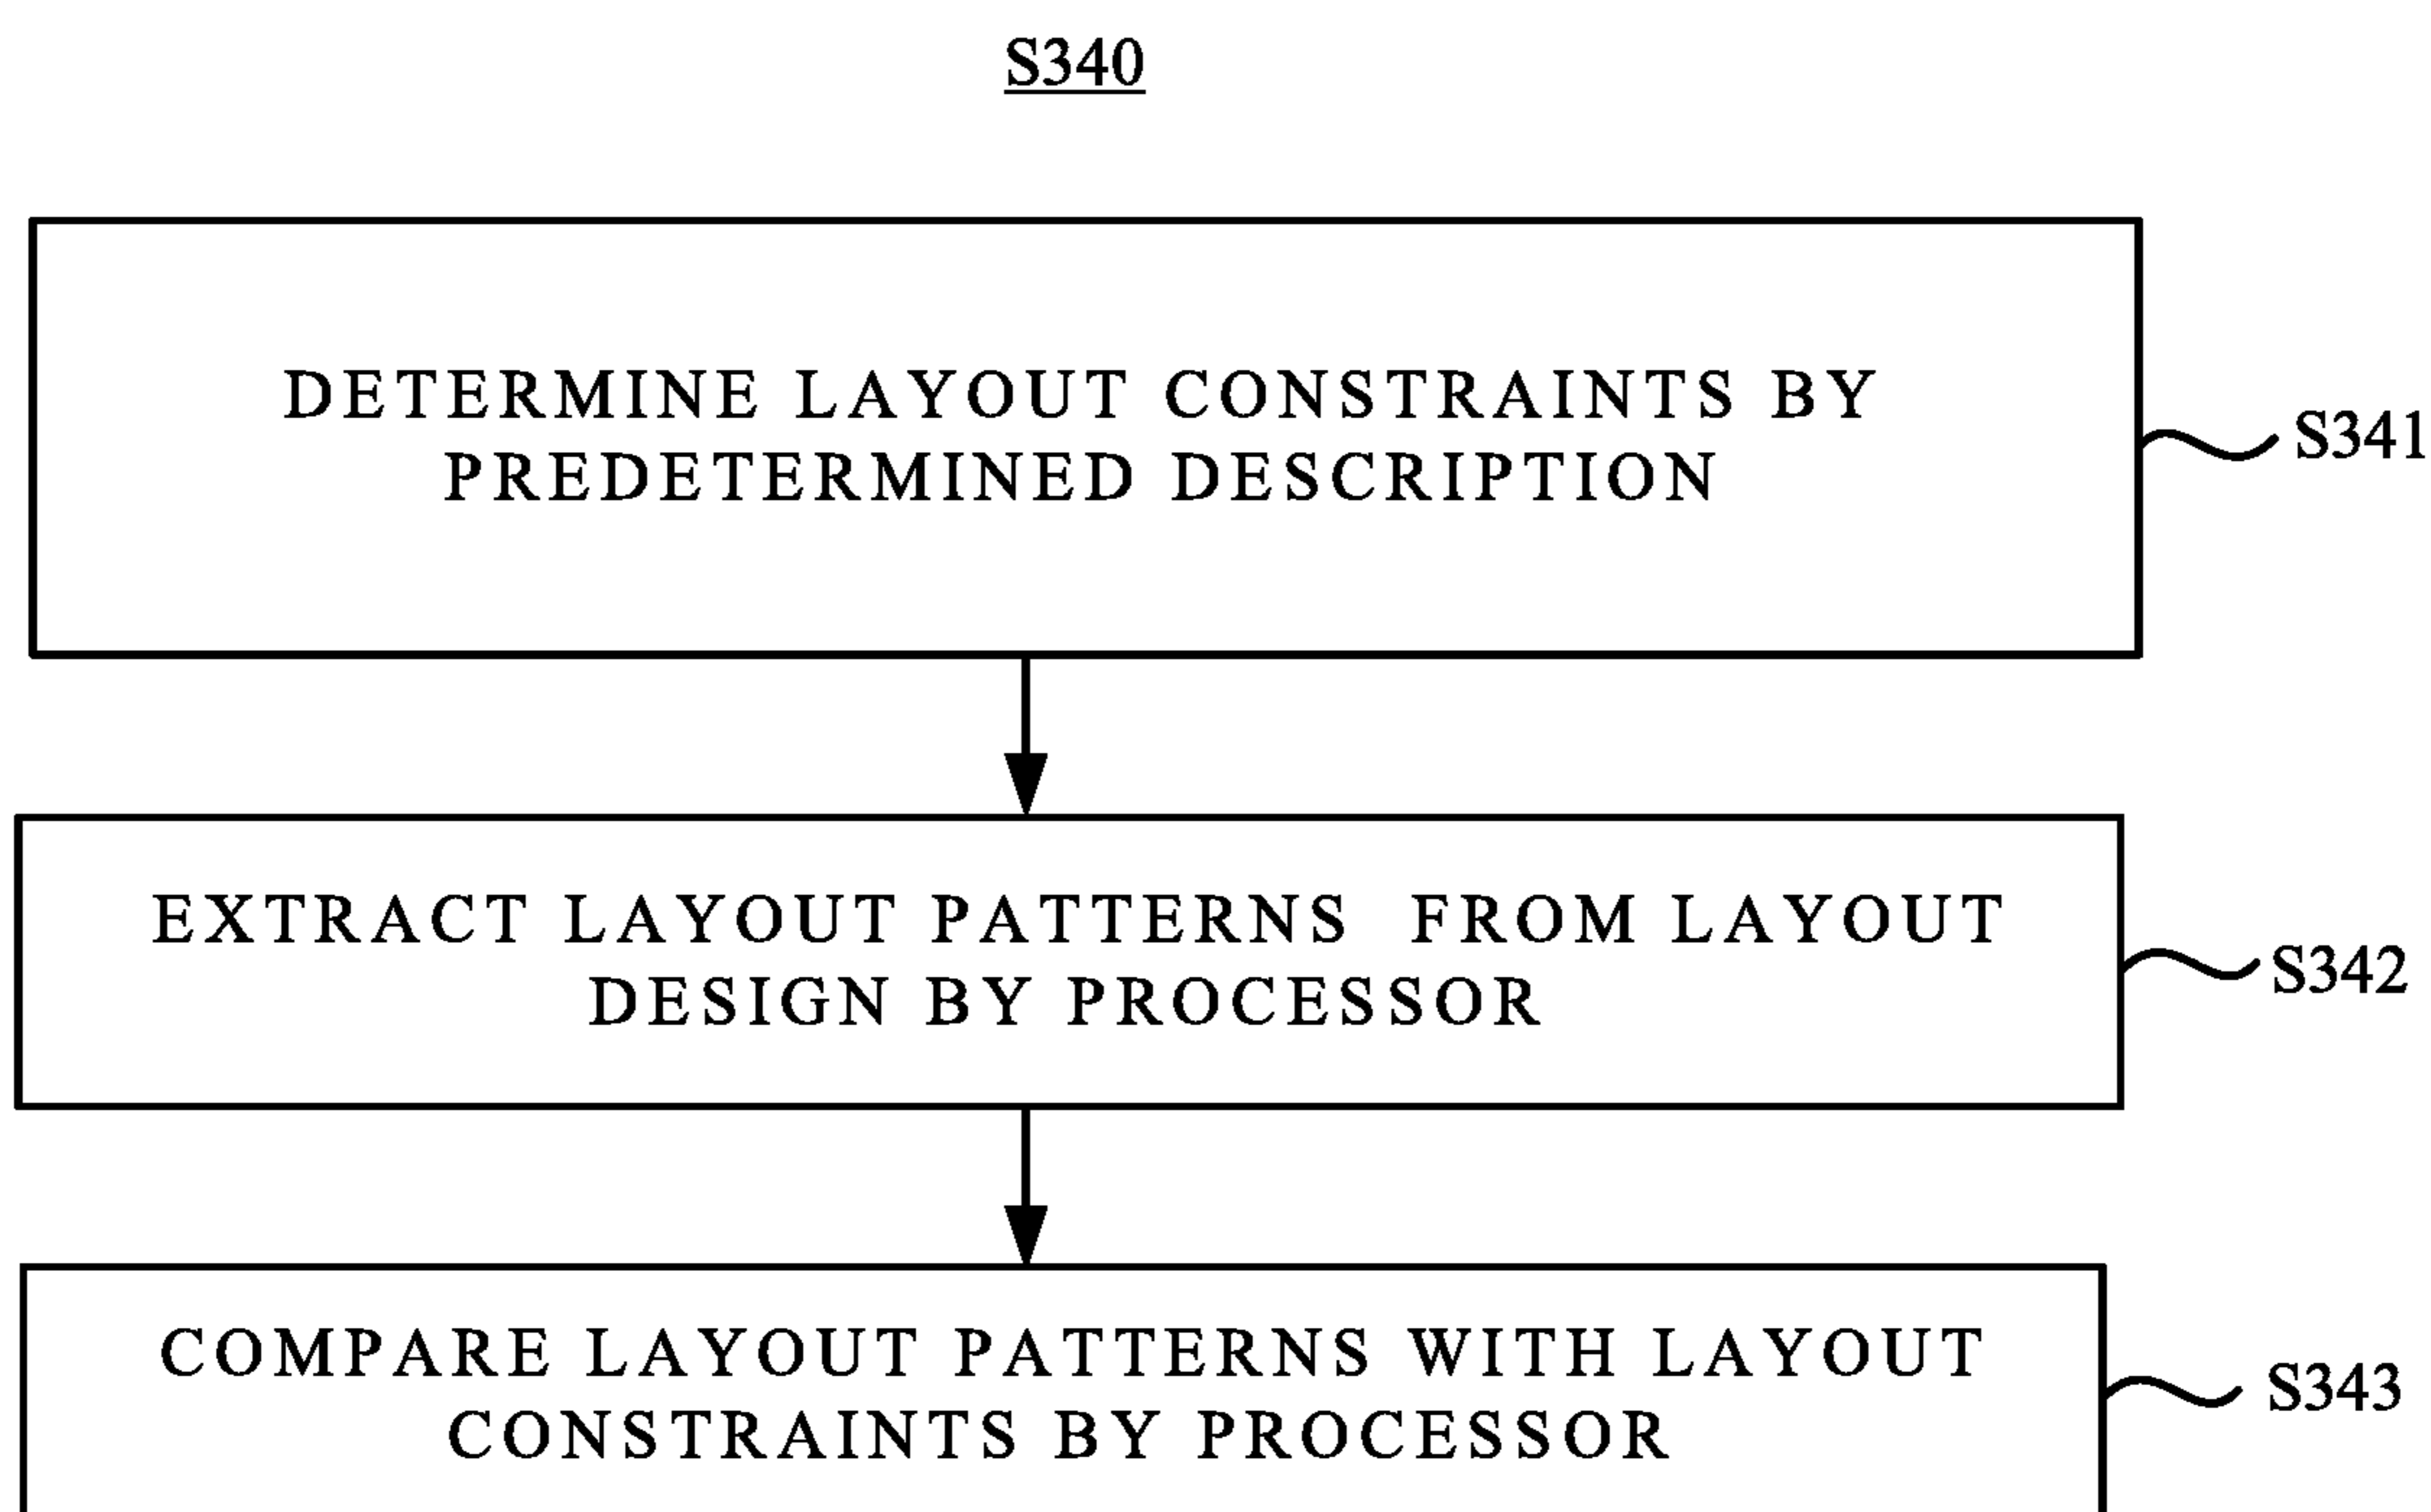 S340
DETERMINE LAYOUT CONSTRAINTS BY
PREDETERMINED DESCRIPTION
S341
EXTRACT LAYOUT PATTERNS FROM LAYOUT
DESIGN BY PROCESSOR
S342
COMPARE LAYOUT PATTERNS WITH LAYOUT
CONSTRAINTS BY PROCESSOR
S343